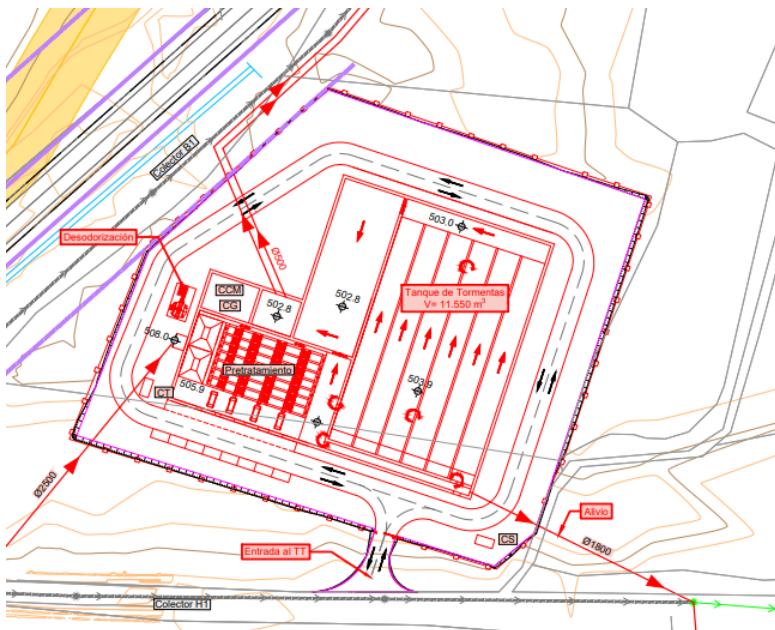 Colector B1
Desodorización
503.0
Ø500
CCM
CG
502.8
502.8
Tanque de Tormentas
V= 11.550 m³
508.0
Pretratamiento
505.9
503.9
CT
Ø2500
Alivio
CS
Ø1800
Entrada al TT
Colector H1